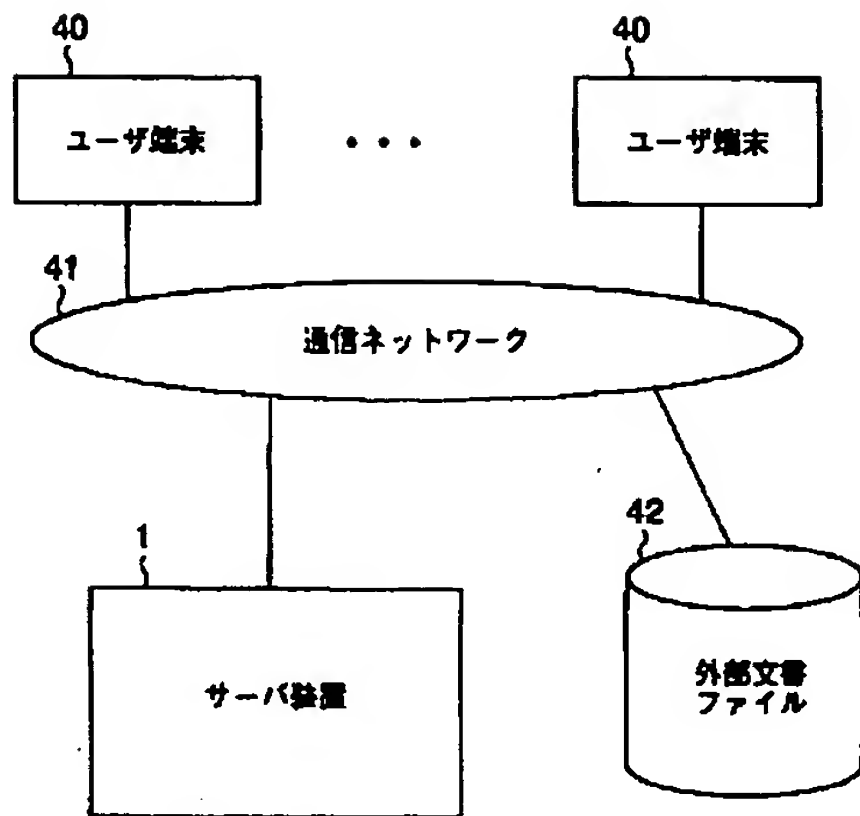 40
40
ユーザ端末
・・・
ユーザ端末
41
通信ネットワーク
42
1
サーバ装置
外部文書
ファイル